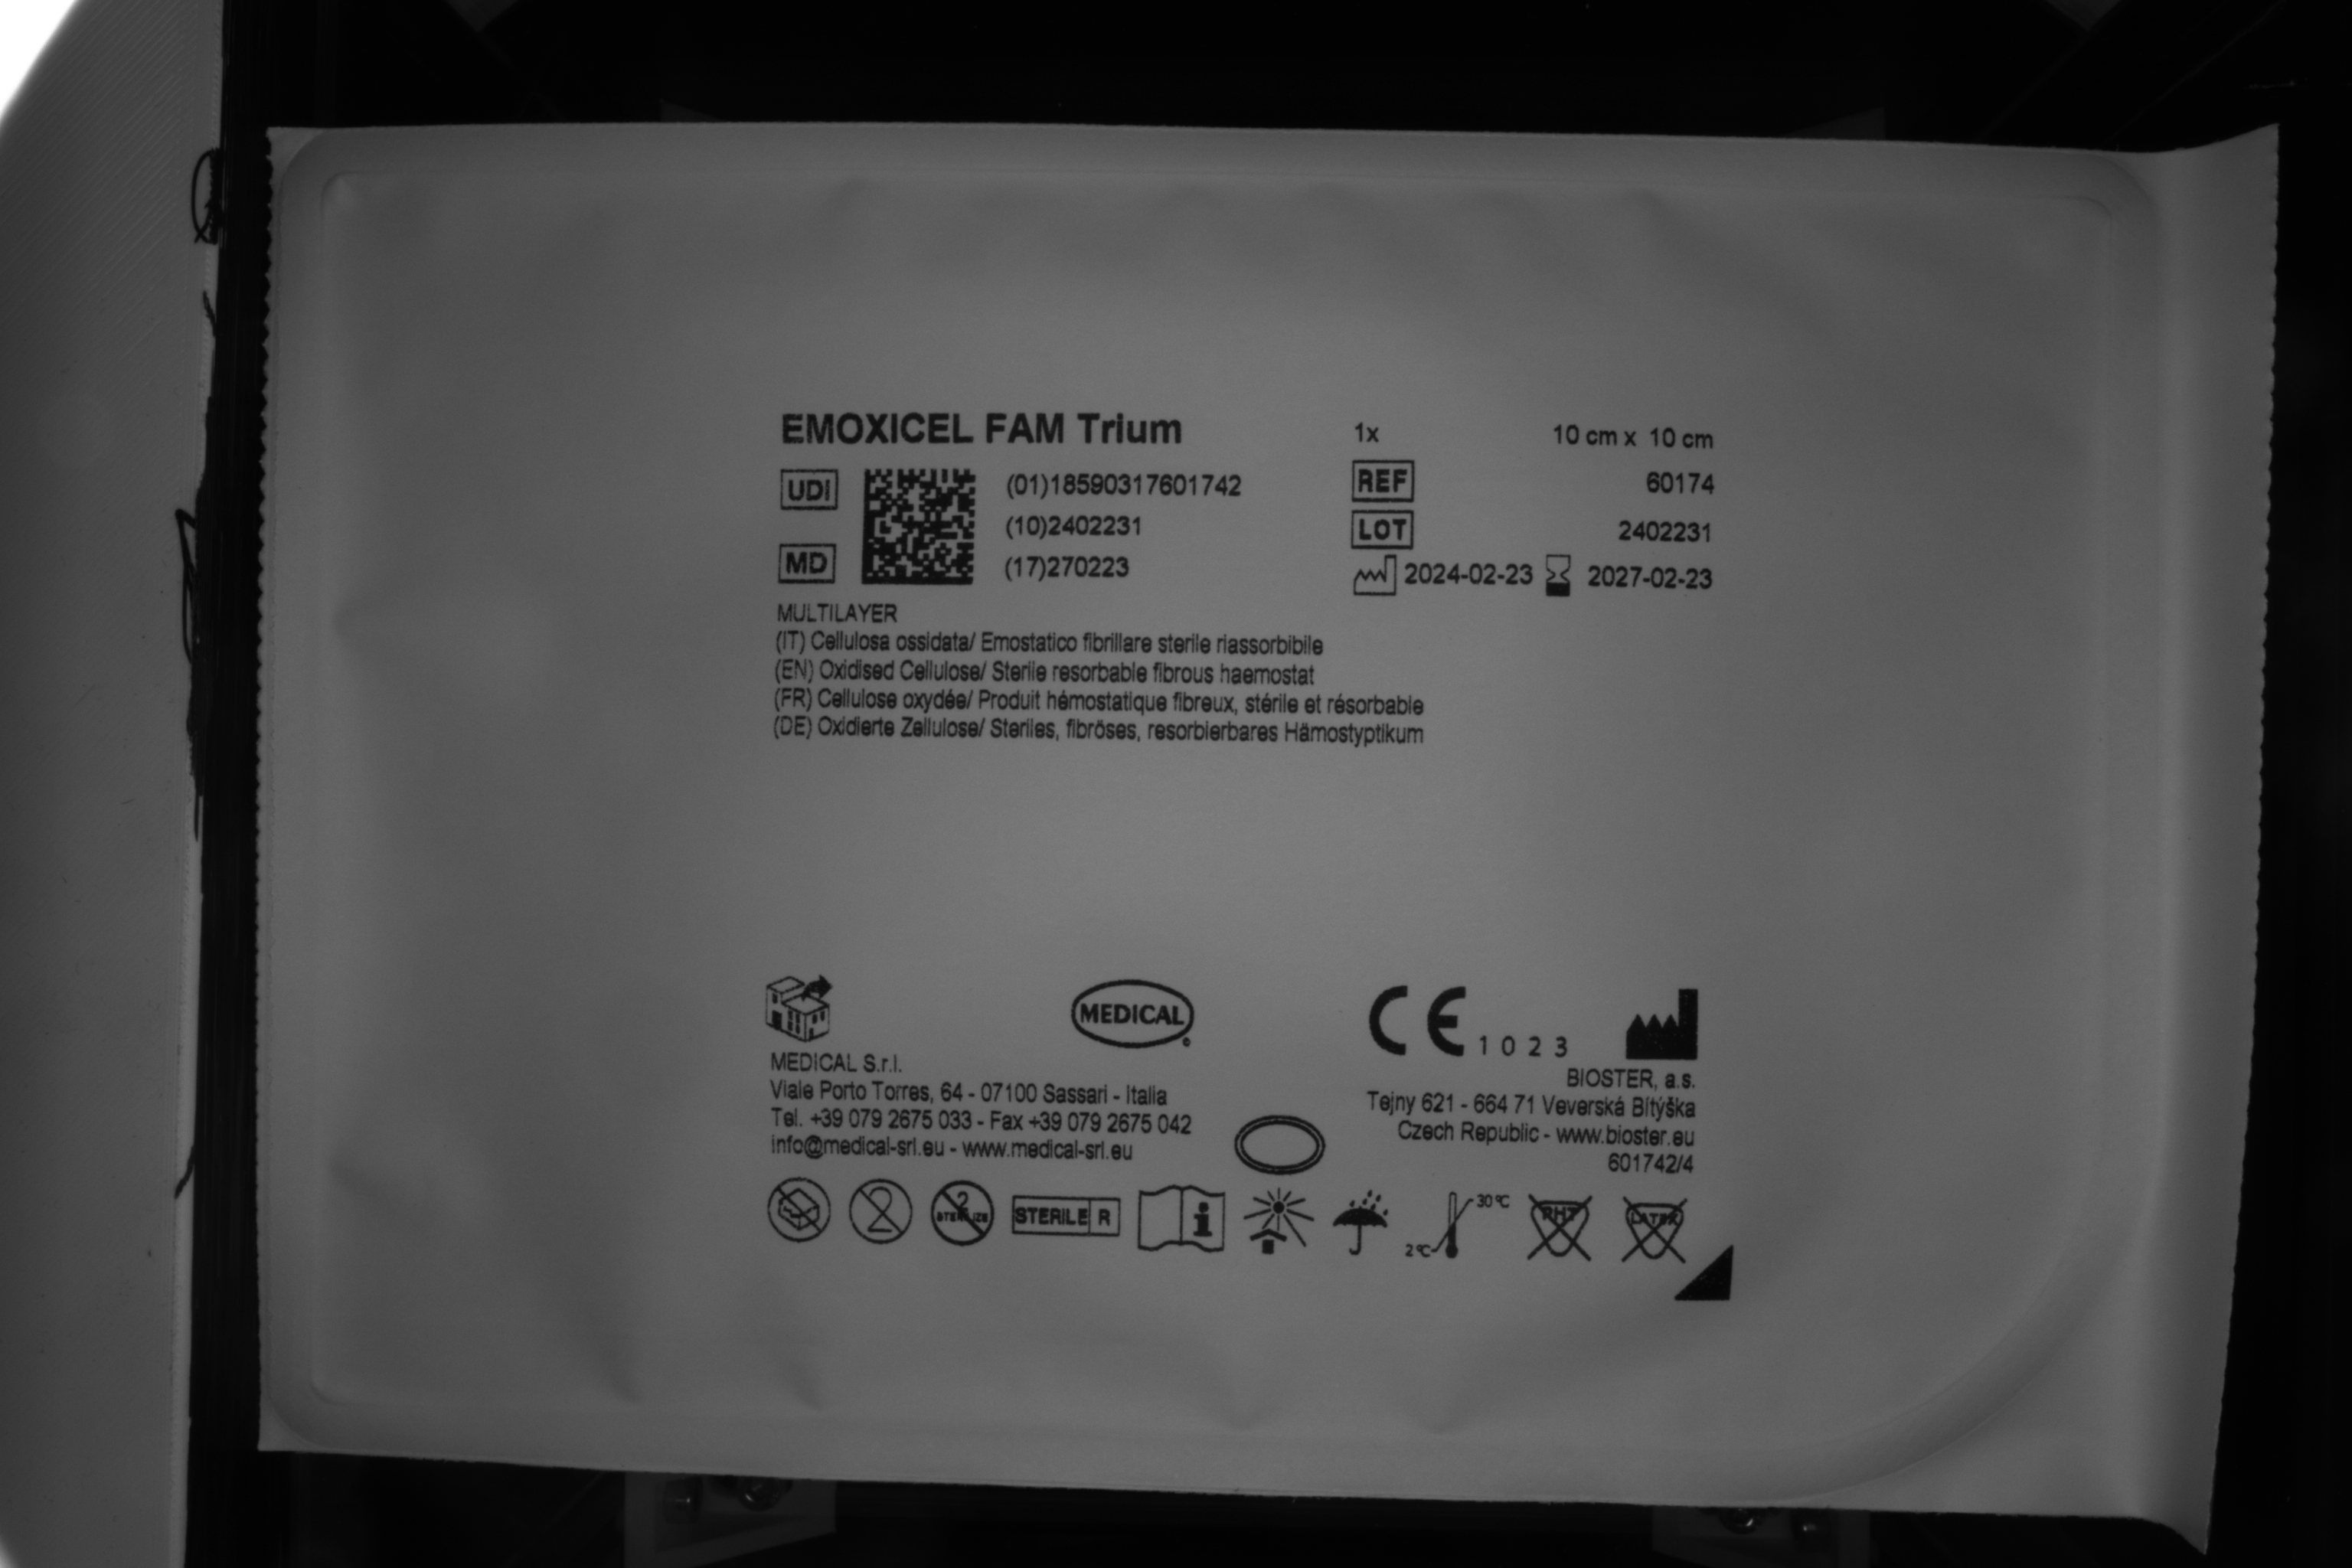 EMOXICEL FAM Trium
1x 10 cm x 10 cm
UDI (01)18590317601742
REF 60174
(10)2402231
LOT 2402231
MD (17)270223
2024-02-23 2027-02-23
MULTILAYER
(IT) Cellulosa ossidata/ Emostatico fibrillare sterile riassorbibile
(EN) Oxidised Cellulose/ Sterile resorbable fibrous haemostat
(FR) Cellulose oxydée/ Produit hémostatique fibreux, stérile et résorbable
(DE) Oxidierte Zellulose/ Steriles, fibröses, resorbierbares Hämostyptikum
MEDICAL
CE 1023
MEDICAL S.r.l.
Viale Porto Torres, 64 - 07100 Sassari - Italia
Tel. +39 079 2675 033 - Fax +39 079 2675 042
info@medical-srl.eu - www.medical-srl.eu
BIOSTER, a.s.
Tejny 621 - 664 71 Veverská Bítýška
Czech Republic - www.bioster.eu
601742/4
2
2 STERILIZE
STERILE R
i
2 °C 30 °C
PHT
LATEX